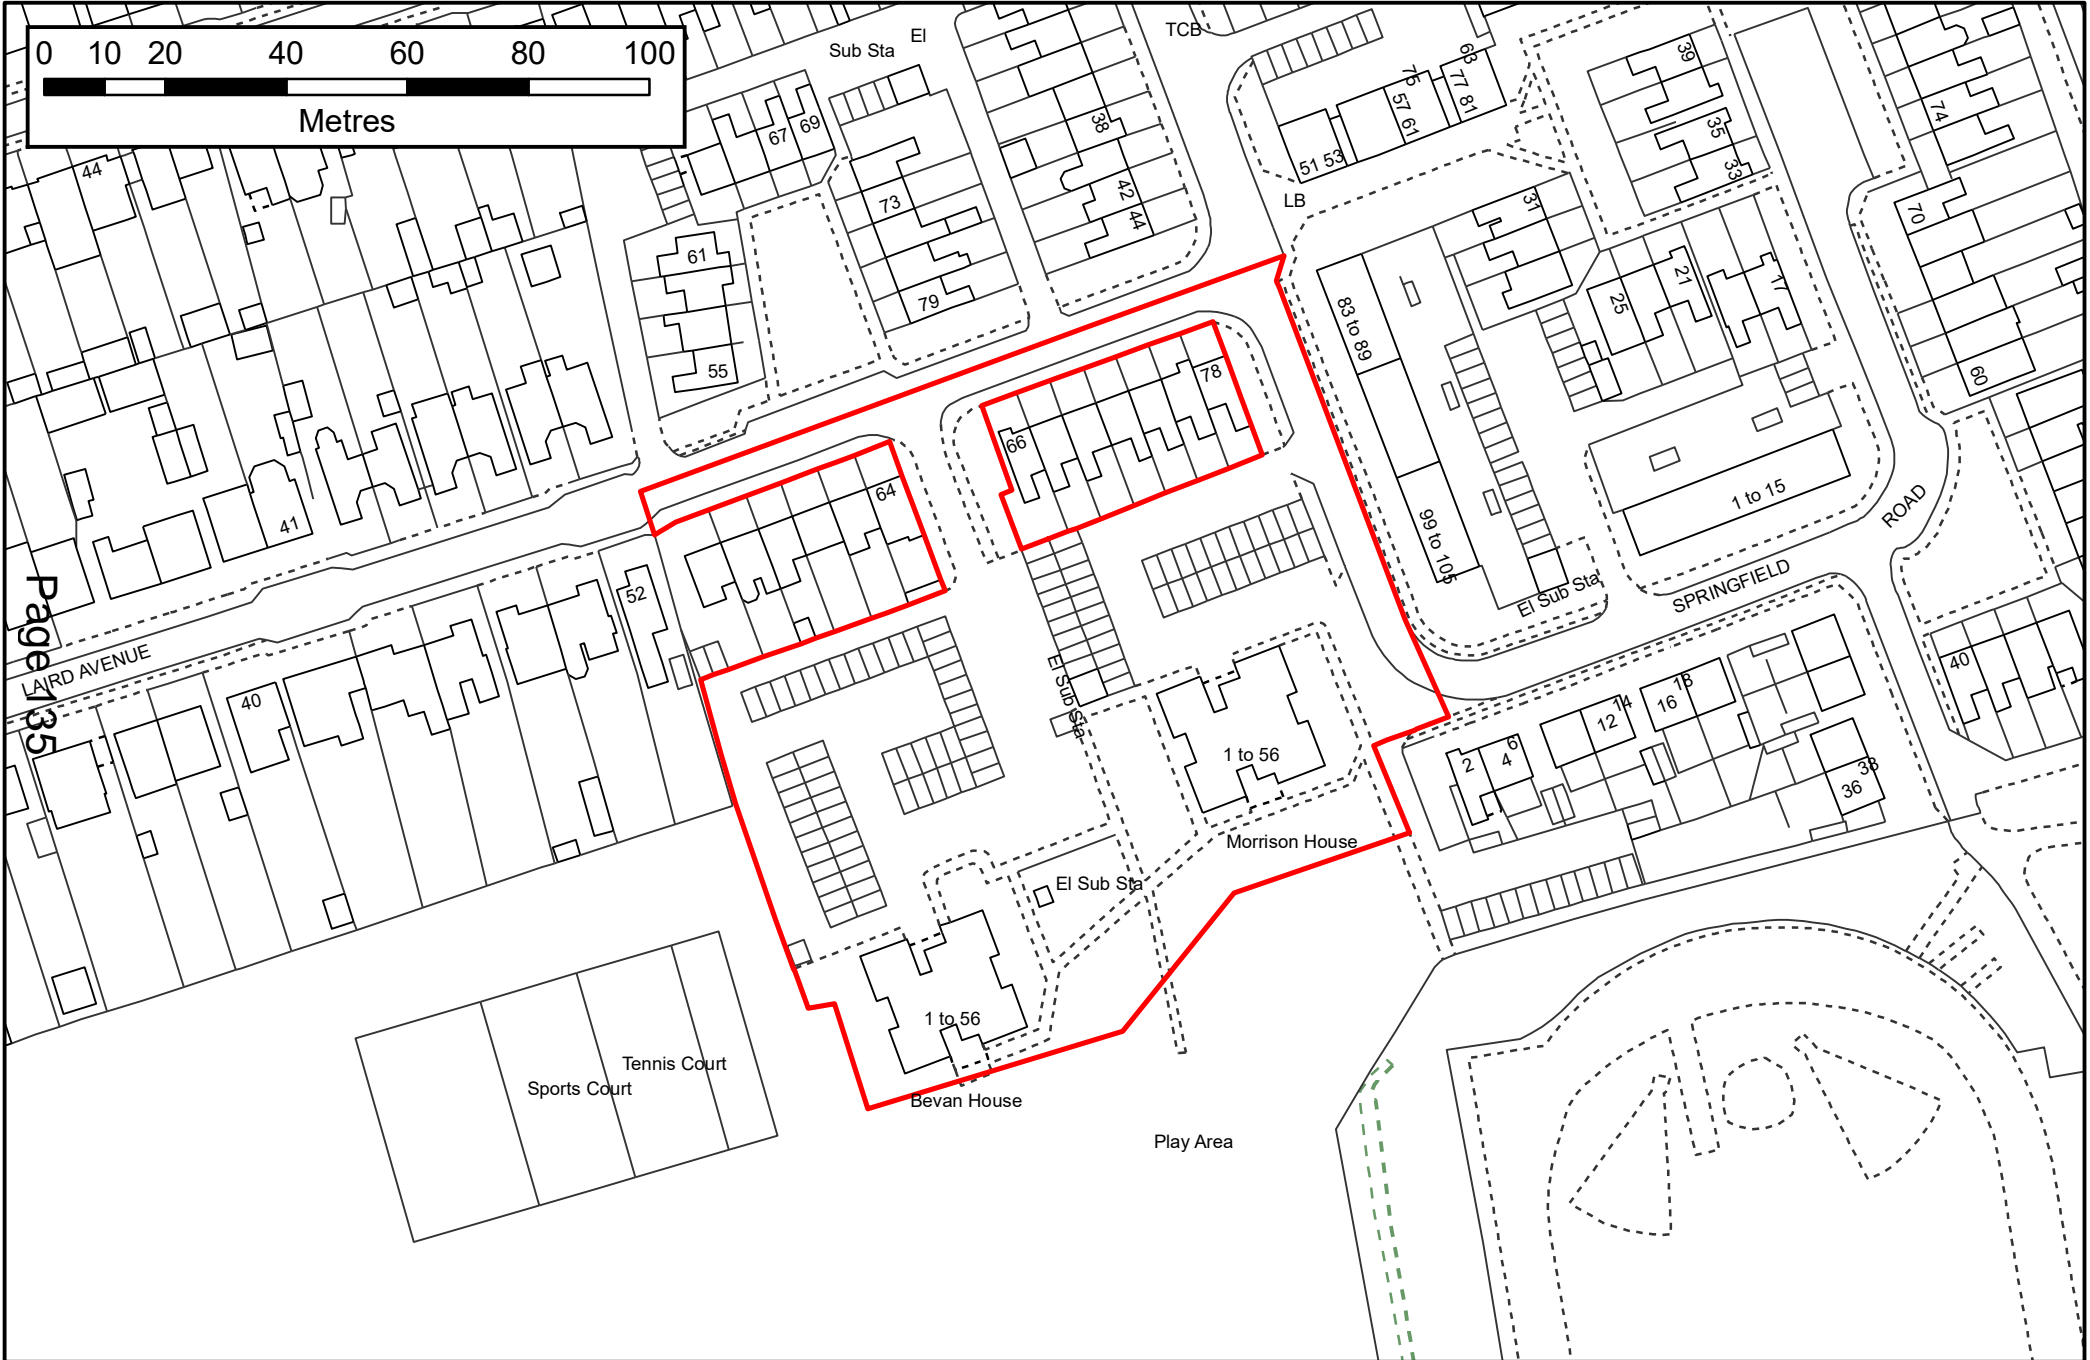 0 10 20 40 60 80 100
Metres
El
Sub Sta
TCB
44
67
69
38
51 53
75
57 61
63
77 81
39
35
33
74
61
73
42
44
LB
31
70
79
55
83 to 89
25
21
17
60
78
66
64
41
99 to 105
1 to 15
ROAD
52
El Sub Sta
SPRINGFIELD
Page 135
LAIRD AVENUE
40
El Sub Sta
1 to 56
Morrison House
2
4
6
12
14
16
18
36
38
40
El Sub Sta
1 to 56
Bevan House
Tennis Court
Sports Court
Play Area